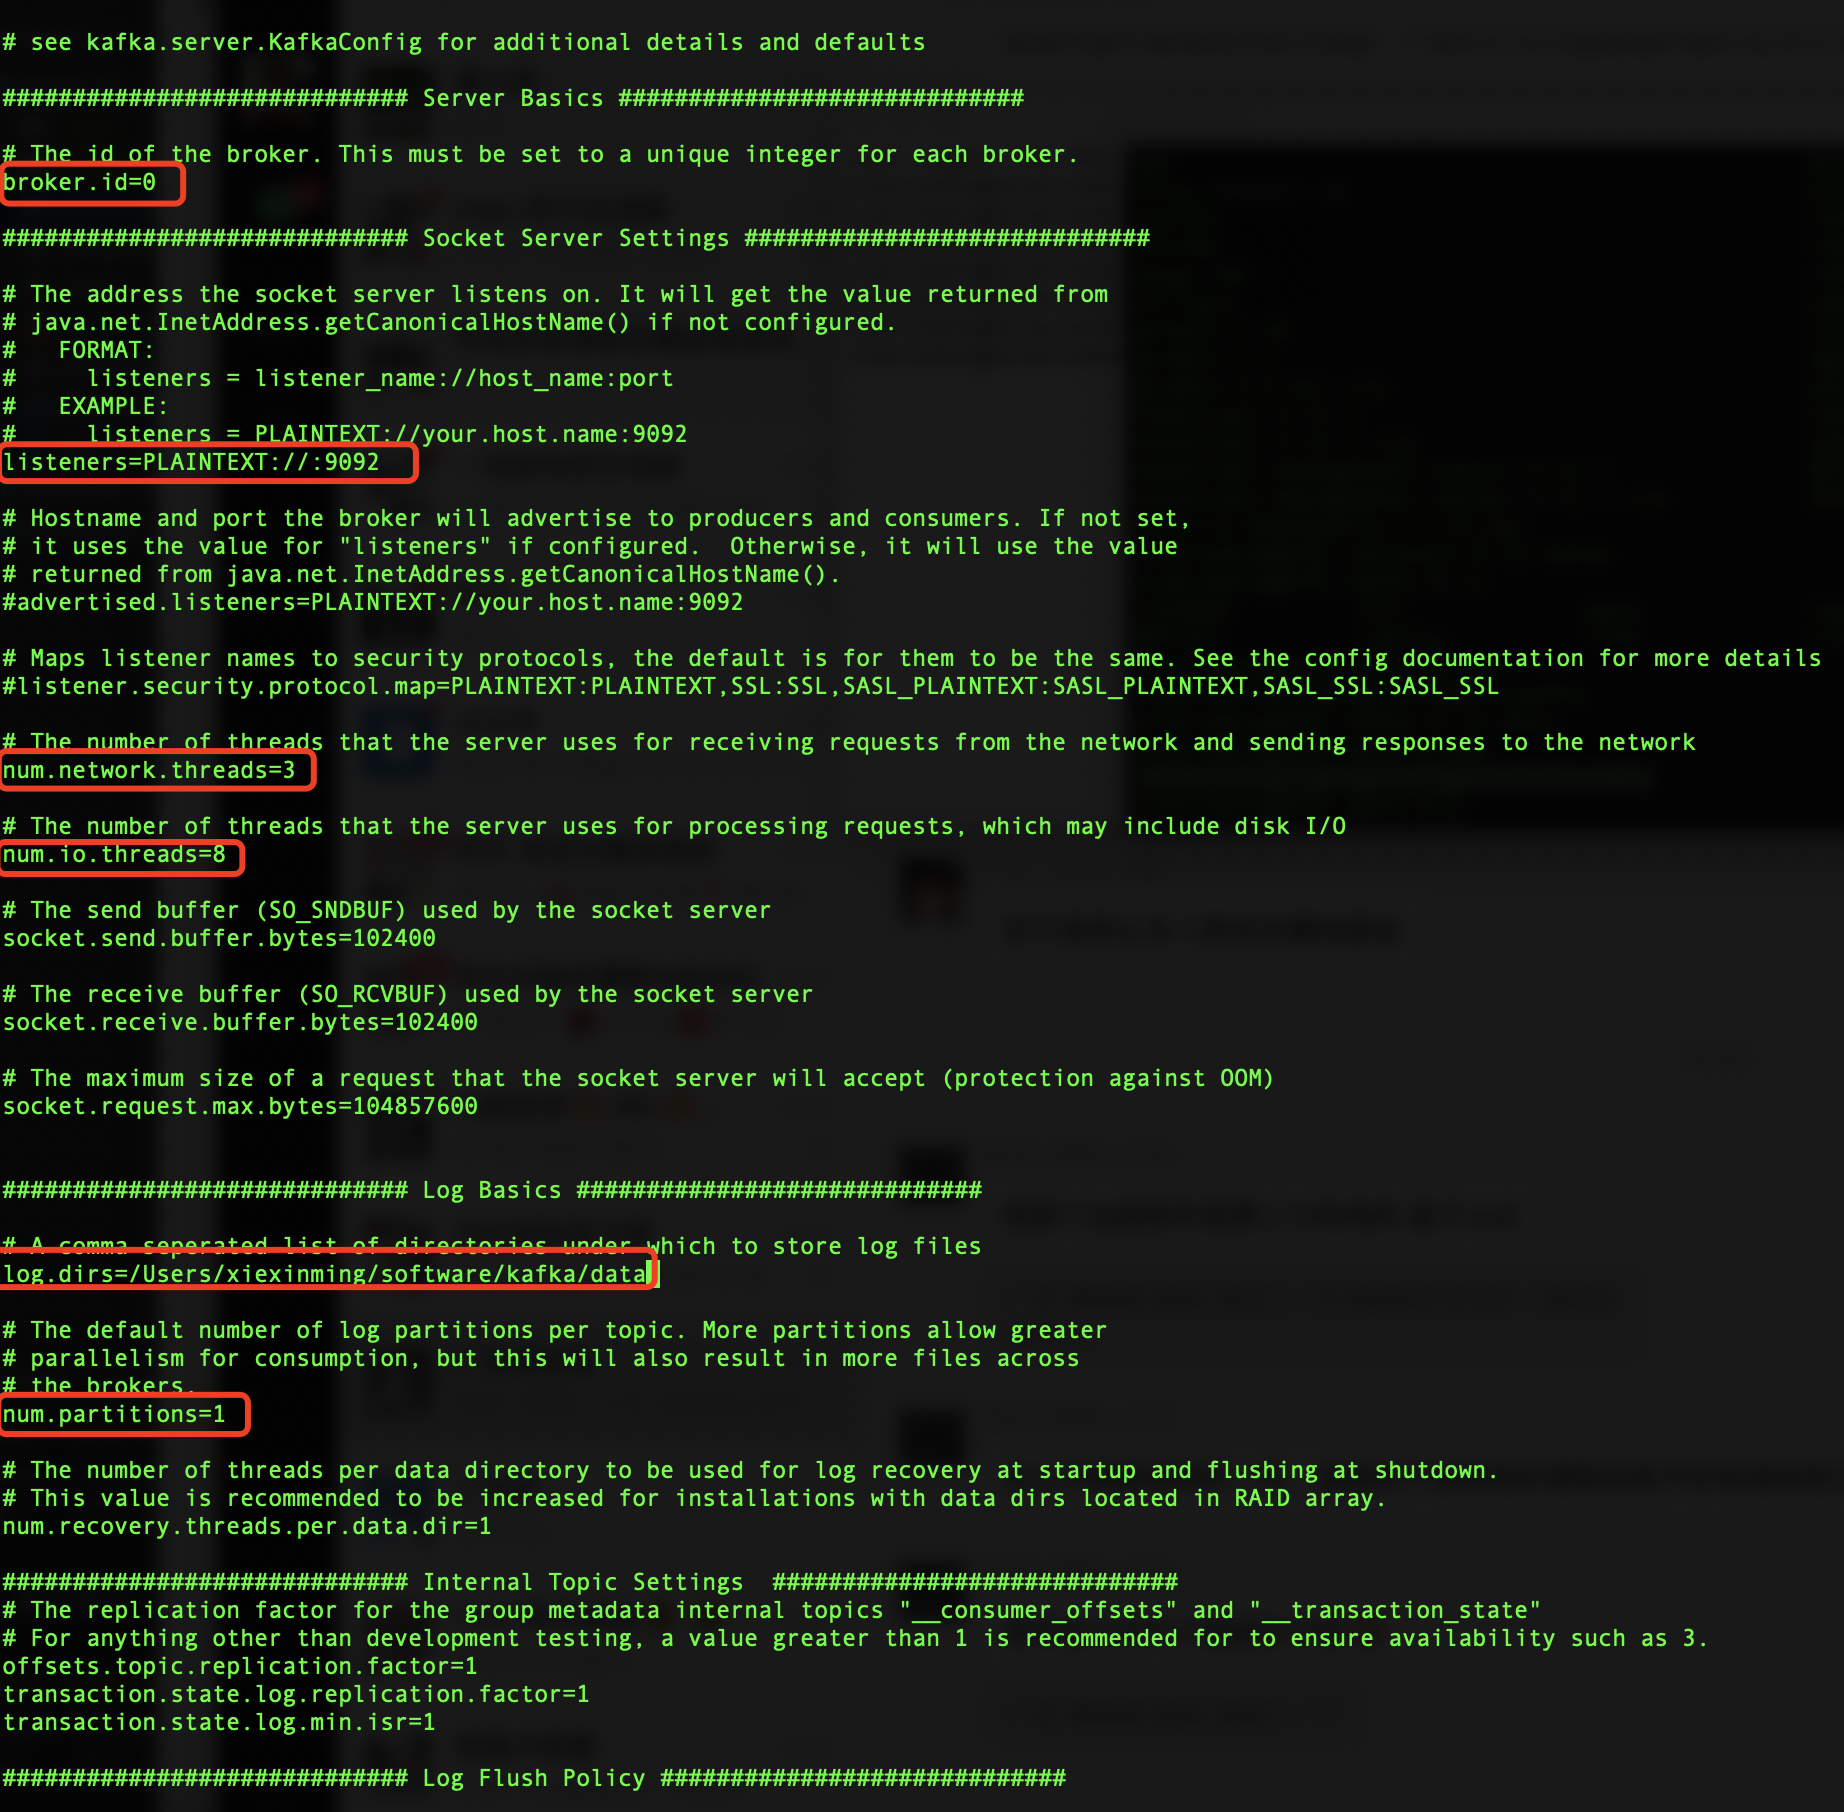 # see kafka.server.KafkaConfig for additional details and defaults
############################# Server Basics #############################
# The id of the broker. This must be set to a unique integer for each broker.
broker.id=0
############################# Socket Server Settings #############################
# The address the socket server listens on. It will get the value returned from
# java.net.InetAddress.getCanonicalHostName() if not configured.
#   FORMAT:
#     listeners = listener_name://host_name:port
#   EXAMPLE:
#     listeners = PLAINTEXT://your.host.name:9092
listeners=PLAINTEXT://:9092
# Hostname and port the broker will advertise to producers and consumers. If not set,
# it uses the value for "listeners" if configured.  Otherwise, it will use the value
# returned from java.net.InetAddress.getCanonicalHostName().
#advertised.listeners=PLAINTEXT://your.host.name:9092
# Maps listener names to security protocols, the default is for them to be the same. See the config documentation for more details
#listener.security.protocol.map=PLAINTEXT:PLAINTEXT,SSL:SSL,SASL_PLAINTEXT:SASL_PLAINTEXT,SASL_SSL:SASL_SSL
# The number of threads that the server uses for receiving requests from the network and sending responses to the network
num.network.threads=3
# The number of threads that the server uses for processing requests, which may include disk I/O
num.io.threads=8
# The send buffer (SO_SNDBUF) used by the socket server
socket.send.buffer.bytes=102400
# The receive buffer (SO_RCVBUF) used by the socket server
socket.receive.buffer.bytes=102400
# The maximum size of a request that the socket server will accept (protection against OOM)
socket.request.max.bytes=104857600
############################# Log Basics #############################
# A comma seperated list of directories under which to store log files
log.dirs=/Users/xiexinming/software/kafka/data
# The default number of log partitions per topic. More partitions allow greater
# parallelism for consumption, but this will also result in more files across
# the brokers.
num.partitions=1
# The number of threads per data directory to be used for log recovery at startup and flushing at shutdown.
# This value is recommended to be increased for installations with data dirs located in RAID array.
num.recovery.threads.per.data.dir=1
############################# Internal Topic Settings  #############################
# The replication factor for the group metadata internal topics "__consumer_offsets" and "__transaction_state"
# For anything other than development testing, a value greater than 1 is recommended for to ensure availability such as 3.
offsets.topic.replication.factor=1
transaction.state.log.replication.factor=1
transaction.state.log.min.isr=1
############################# Log Flush Policy #############################